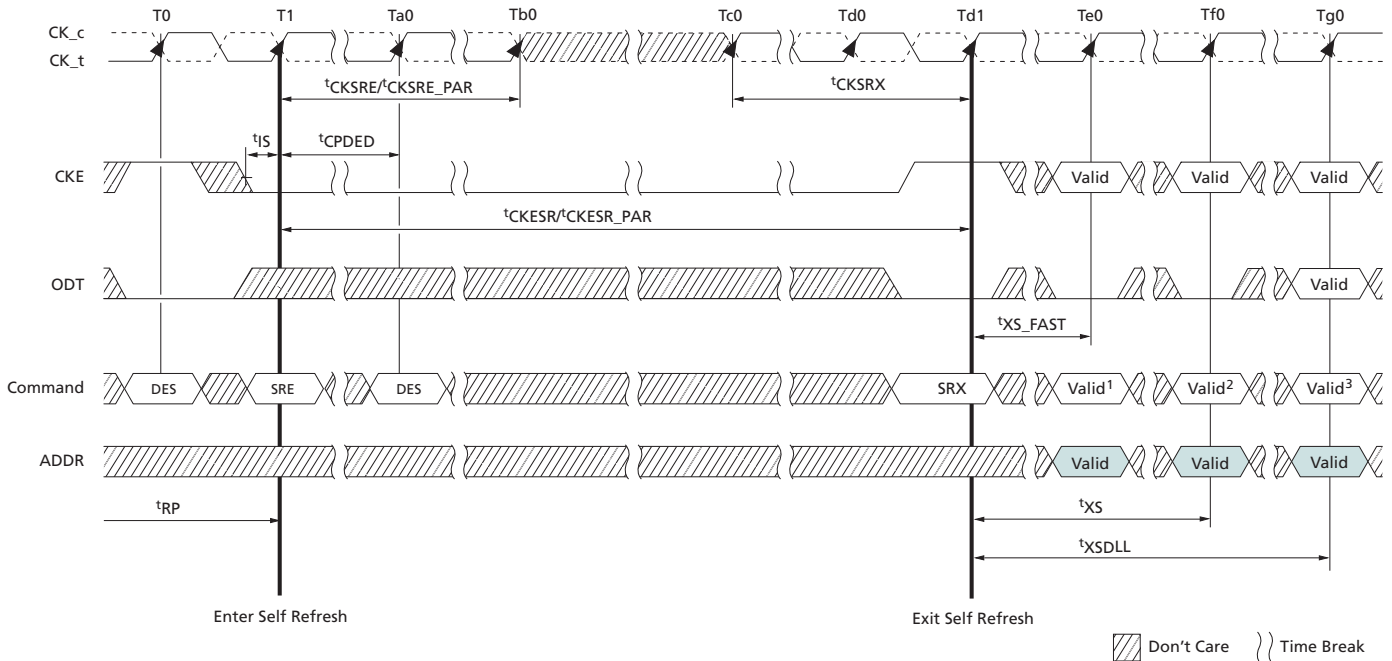 T0 T1 Ta0 Tb0 Tc0 Td0 Td1 Te0 Tf0 Tg0
CK_c
CK_t
tCKSRE/tCKSRE_PAR tCKSRX
tIS tCPDED
CKE Valid Valid Valid
tCKESR/tCKESR_PAR
ODT Valid
tXS_FAST
Command DES SRE DES SRX Valid1 Valid2 Valid3
ADDR Valid Valid Valid
tRP tXS
tXSDLL
Enter Self Refresh Exit Self Refresh
Don't Care Time Break